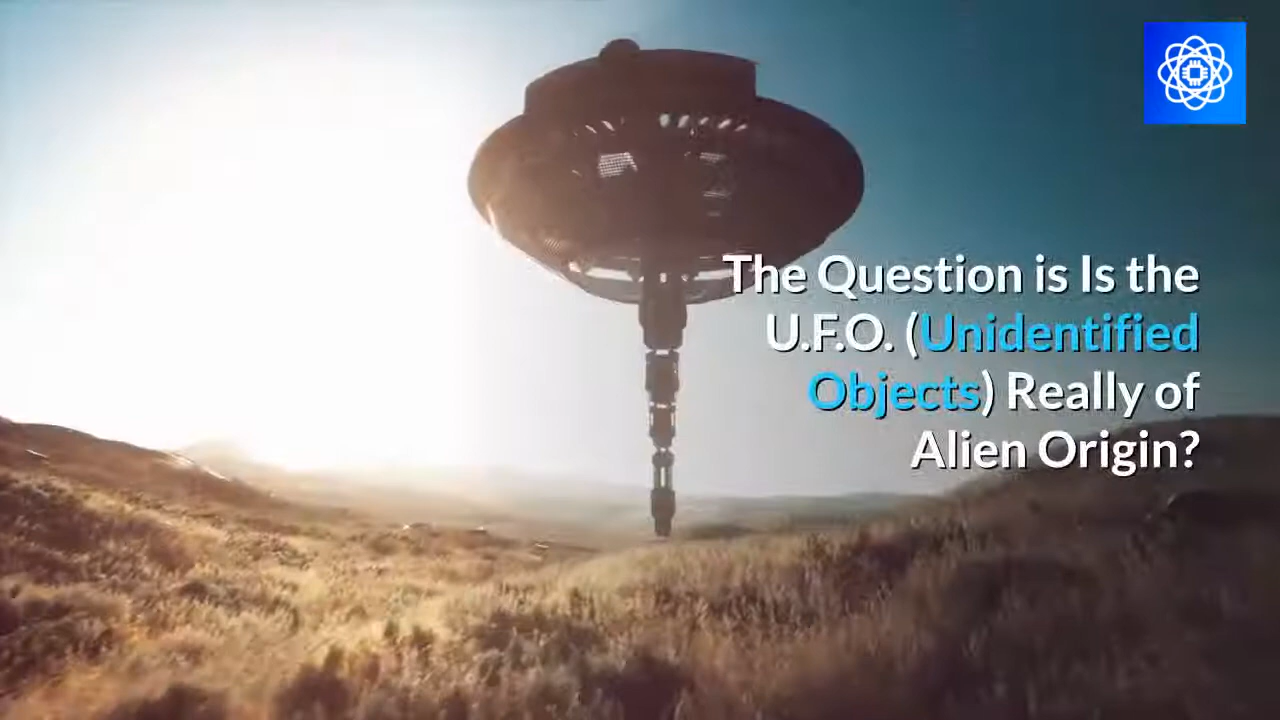 The Question is Is the
U.F.O. (Unidentified
Objects) Really of
Alien Origin?